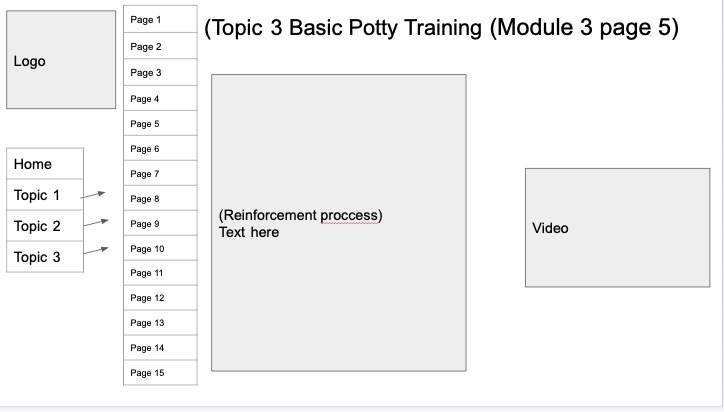 Logo
Home
Topic 1
Topic 2
Topic 3
Page 1
Page 2
Page 3
Page 4
Page 5
Page 6
Page 7
Page 8
Page 9
Page 10
Page 11
Page 12
Page 13
Page 14
Page 15
(Topic 3 Basic Potty Training (Module 3 page 5)
(Reinforcement proccess)
Text here
Video